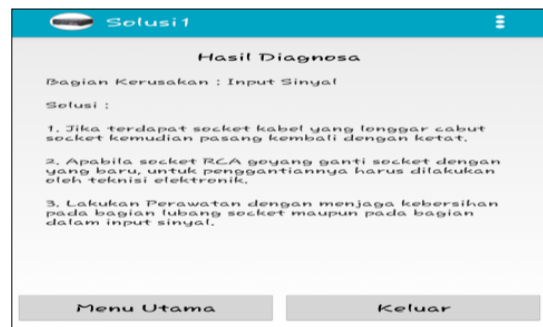 Solusi1
Hasil Diagnosa
Bagian Kerusakan : Input Sinyal
Solusi :
1. Jika terdapat socket kabel yang longgar cabut
socket kemudian pasang kembali dengan ketat.
2. Apabila socket RCA goyang ganti socket dengan
yang baru, untuk penggantiannya harus dilakukan
oleh teknisi elektronik.
3. Lakukan Perawatan dengan menjaga kebersihan
pada bagian lubang socket maupun pada bagian
dalam input sinyal.
Menu Utama
Keluar